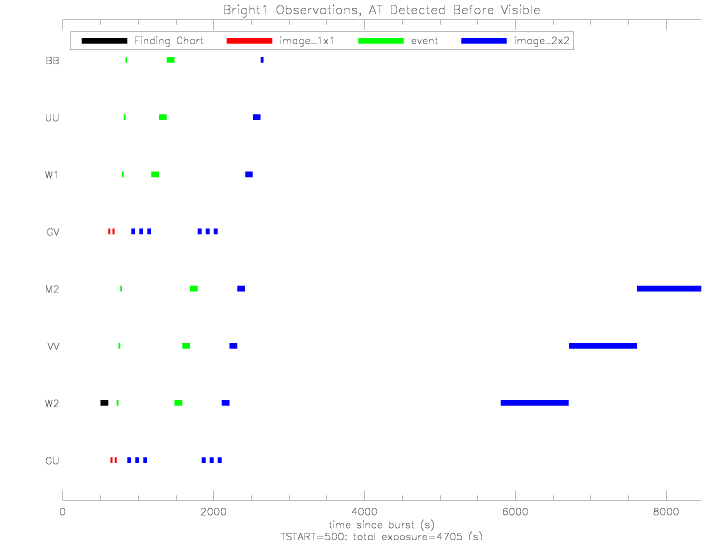 Bright1 Observations, AT Detected Before Visible
Finding Chart image_1x1 event image_2x2
BB
UU
W1
GV
M2
VV
W2
GU
0 2000 4000 6000 8000
time since burst (s)
TSTART=500; total exposure=4705 (s)